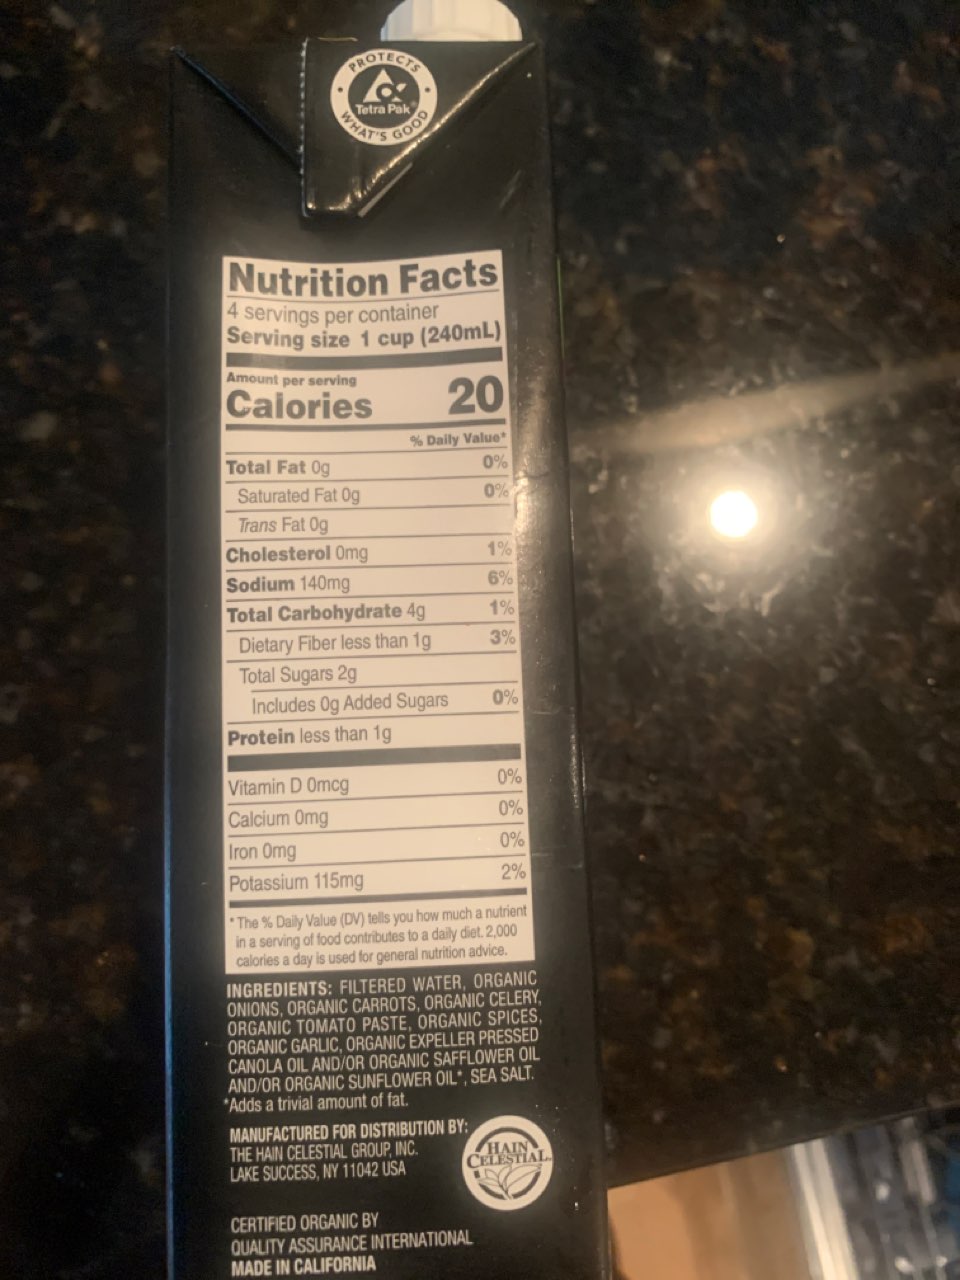 PROTECTS
Tetra Pak®
WHAT'S GOOD
Nutrition Facts
4 servings per container
Serving size 1 cup (240mL)
Amount per serving
Calories 20
% Daily Value*
Total Fat 0g 0%
Saturated Fat 0g 0%
Trans Fat 0g
Cholesterol 0mg 1%
Sodium 140mg 6%
Total Carbohydrate 4g 1%
Dietary Fiber less than 1g 3%
Total Sugars 2g
Includes 0g Added Sugars 0%
Protein less than 1g
Vitamin D 0mcg 0%
Calcium 0mg 0%
Iron 0mg 0%
Potassium 115mg 2%
* The % Daily Value (DV) tells you how much a nutrient
in a serving of food contributes to a daily diet. 2,000
calories a day is used for general nutrition advice.
INGREDIENTS: FILTERED WATER, ORGANIC
ONIONS, ORGANIC CARROTS, ORGANIC CELERY,
ORGANIC TOMATO PASTE, ORGANIC SPICES,
ORGANIC GARLIC, ORGANIC EXPELLER PRESSED
CANOLA OIL AND/OR ORGANIC SAFFLOWER OIL
AND/OR ORGANIC SUNFLOWER OIL*, SEA SALT.
*Adds a trivial amount of fat.
MANUFACTURED FOR DISTRIBUTION BY:
THE HAIN CELESTIAL GROUP, INC.
LAKE SUCCESS, NY 11042 USA
HAIN
CELESTIAL
CERTIFIED ORGANIC BY
QUALITY ASSURANCE INTERNATIONAL
MADE IN CALIFORNIA